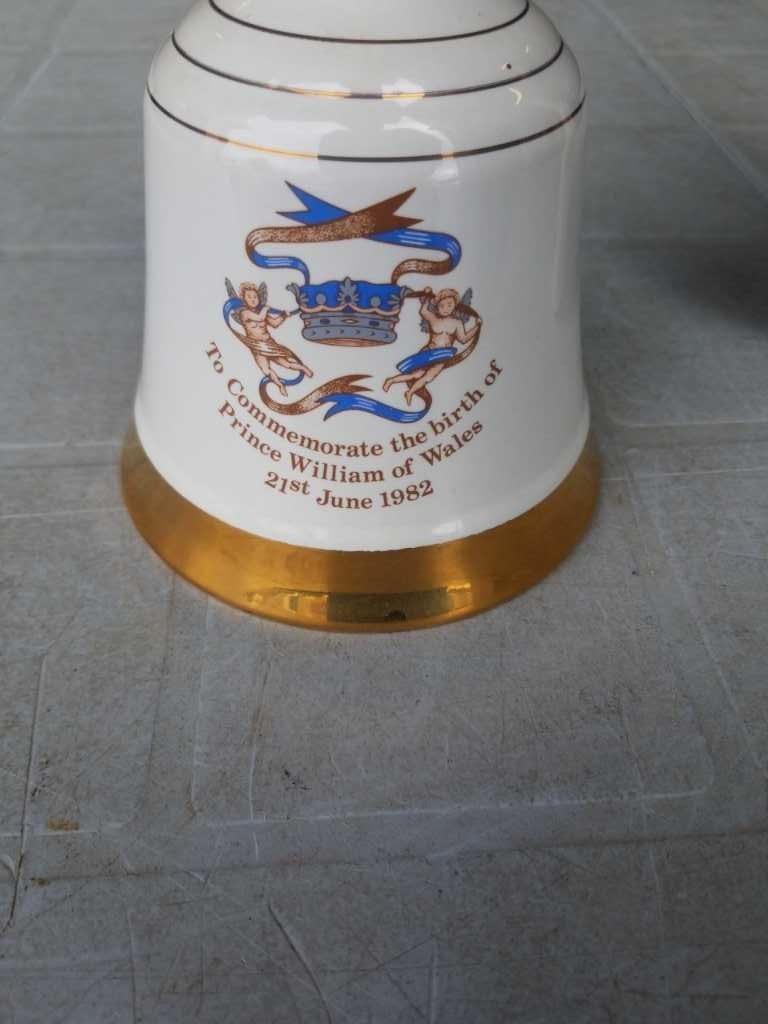 To Commemorate the birth of
Prince William of Wales
21st June 1982